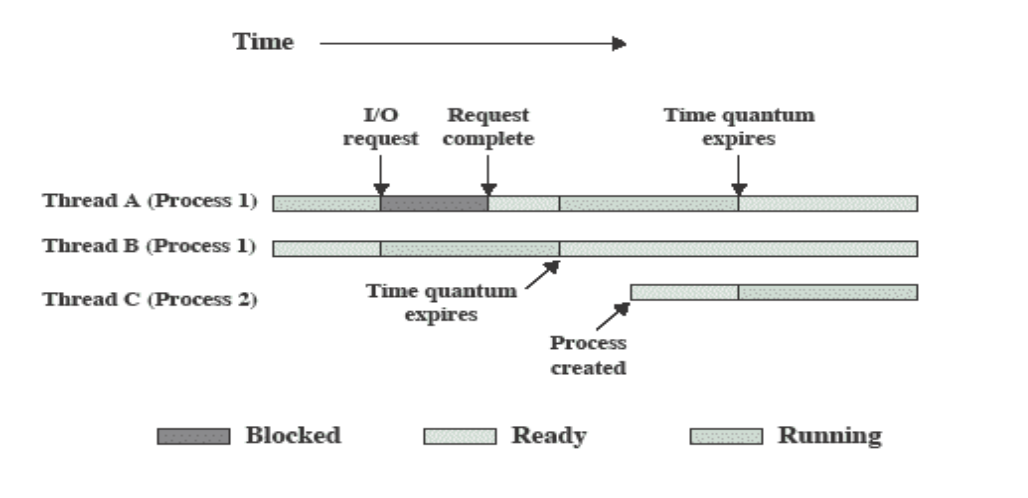 Time
I/O
request
Request
complete
Time quantum
expires
Thread A (Process 1)
Thread B (Process 1)
Time quantum
expires
Thread C (Process 2)
Process
created
Blocked
Ready
Running